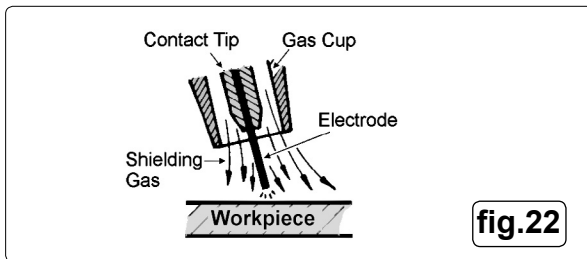 Contact Tip
Gas Cup
Electrode
Shielding
Gas
Workpiece
fig.22